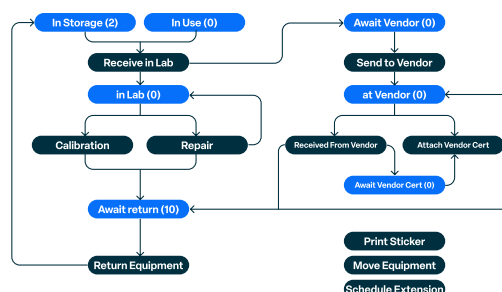 In Storage (2)
In Use (0)
Await Vendor (0)
Receive in Lab
Send to Vendor
in Lab (0)
at Vendor (0)
Calibration
Repair
Received From Vendor
Attach Vendor Cert
Await Vendor Cert (0)
Await return (10)
Print Sticker
Return Equipment
Move Equipment
Schedule Extension